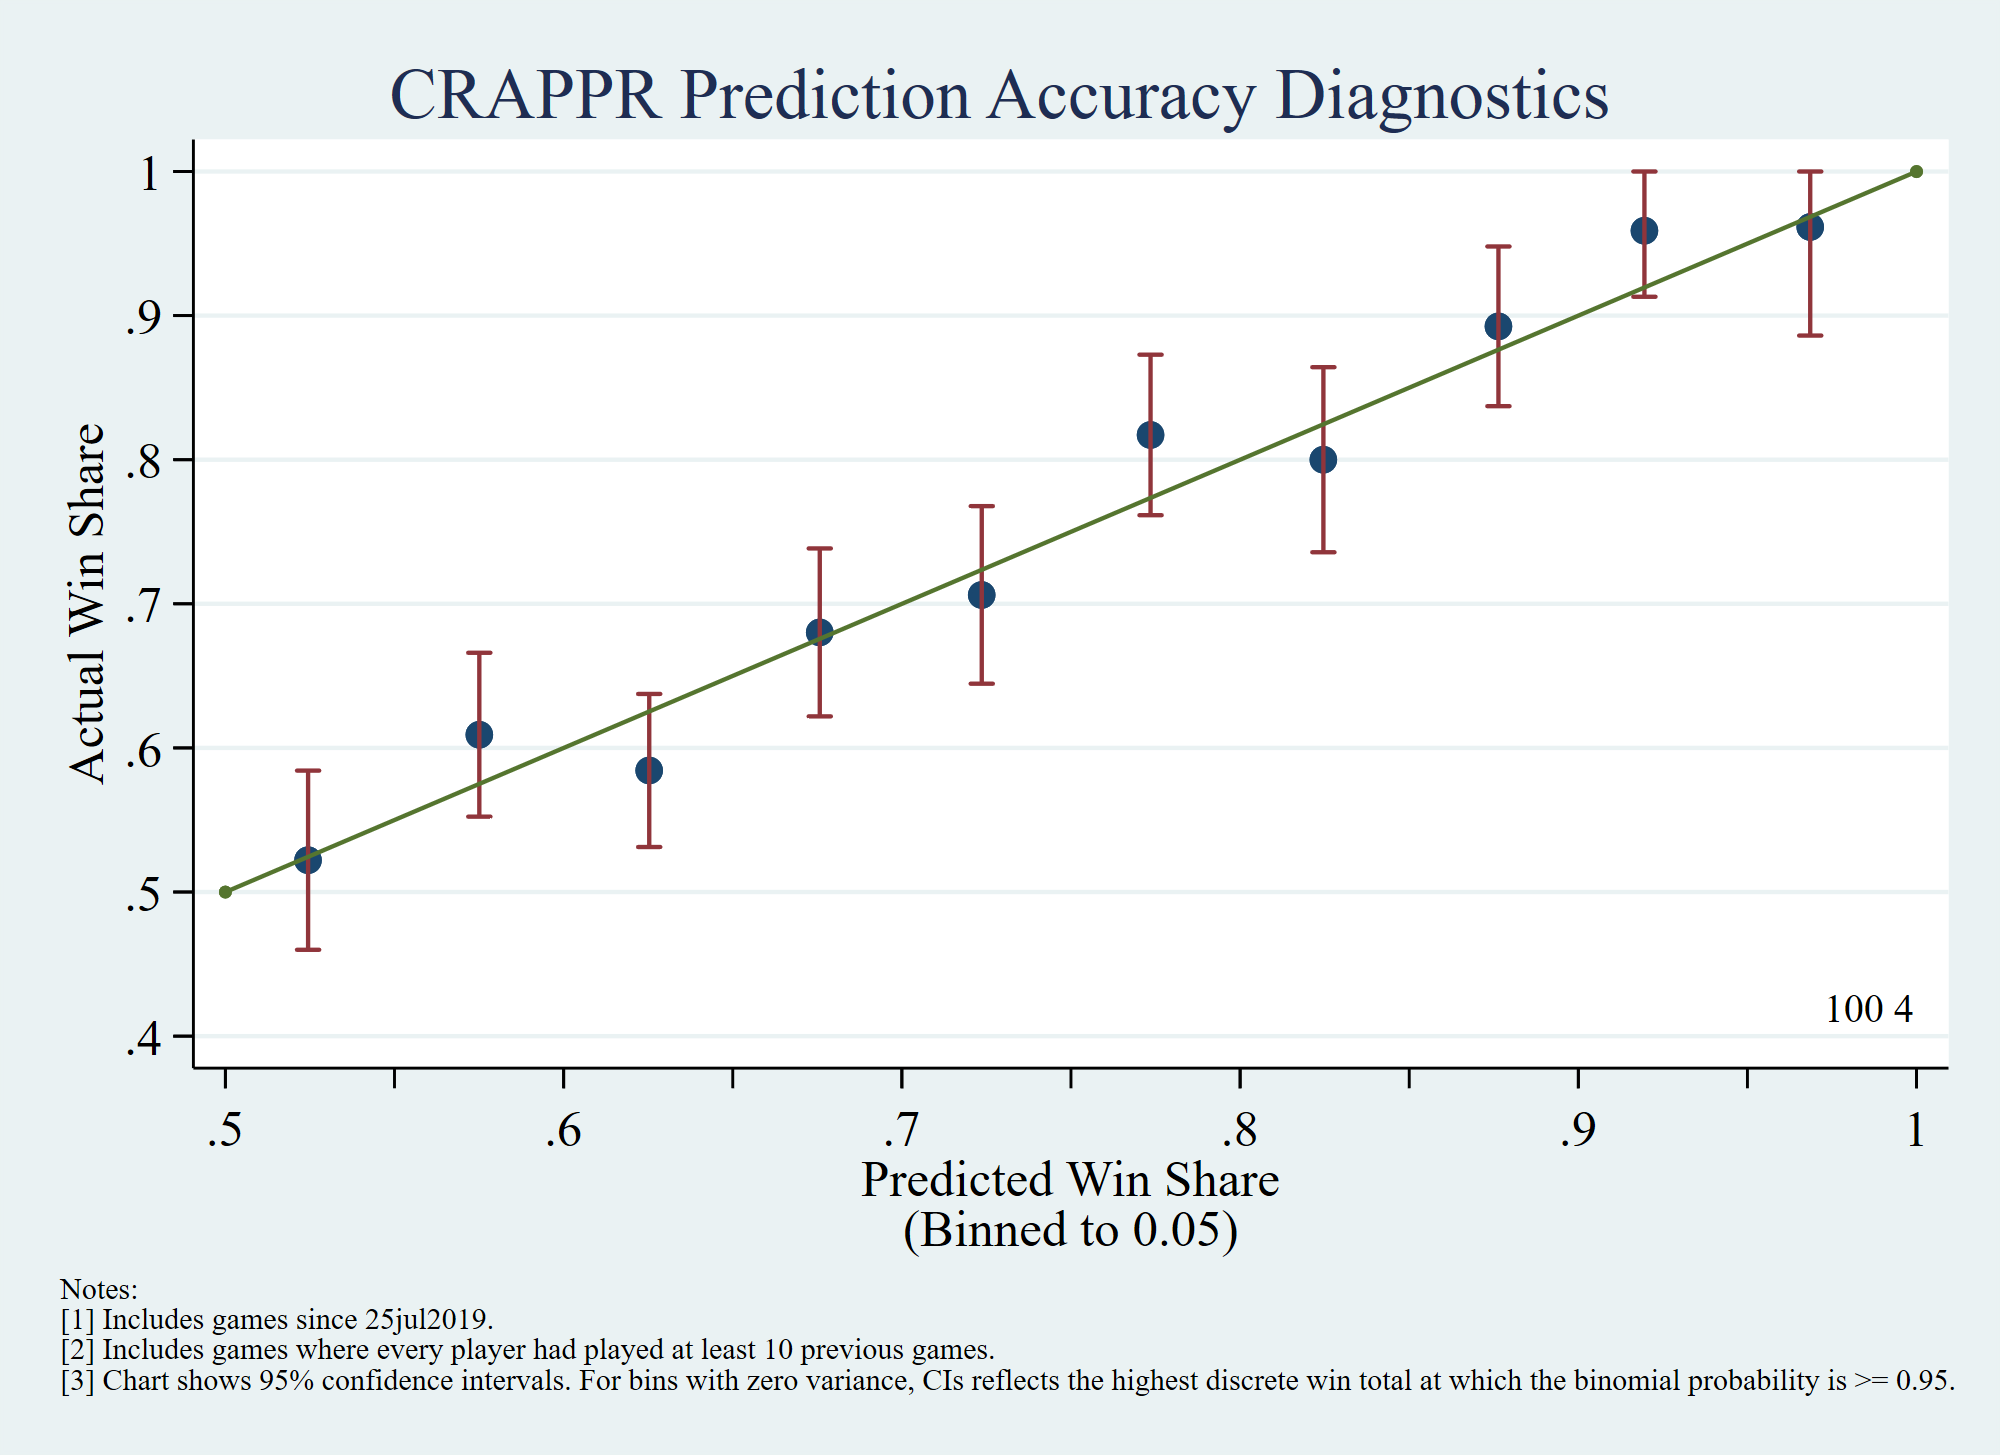 CRAPPR Prediction Accuracy Diagnostics
1
.9
.8
.7
.6
.5
.4
Actual Win Share
100 4
.5 .6 .7 .8 .9 1
Predicted Win Share
(Binned to 0.05)
Notes:
[1] Includes games since 25jul2019.
[2] Includes games where every player had played at least 10 previous games.
[3] Chart shows 95% confidence intervals. For bins with zero variance, CIs reflects the highest discrete win total at which the binomial probability is >= 0.95.